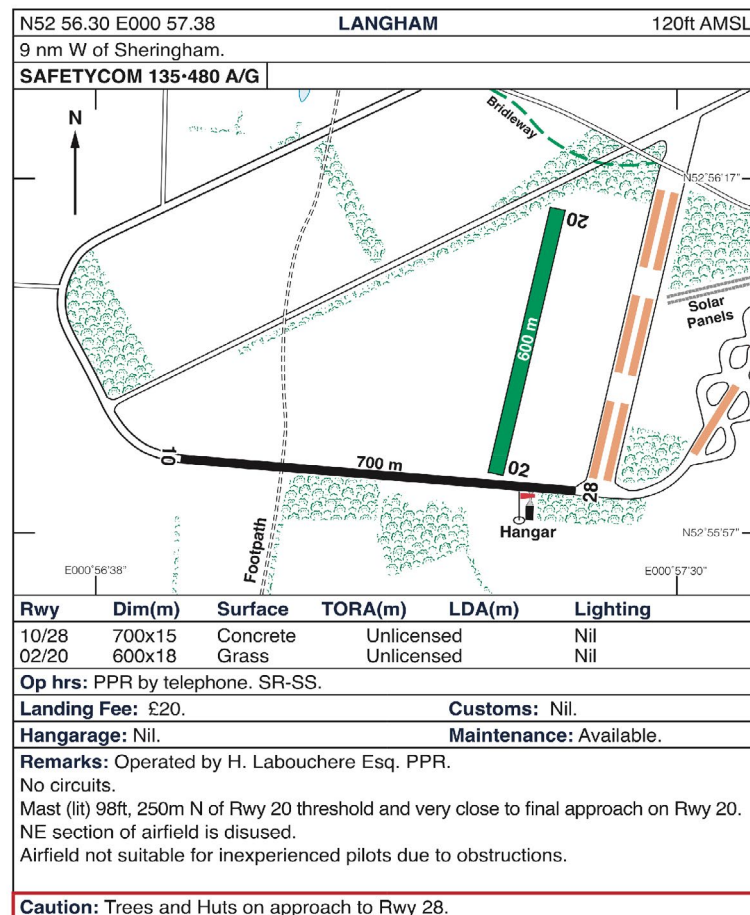 N52 56.30 E000 57.38 LANGHAM 120ft AMSL
9 nm W of Sheringham.
SAFETYCOM 135·480 A/G
N
Bridleway
N52°56'17"
20
600 m
Solar
Panels
10
700 m
02
28
Hangar
Footpath
N52°55'57"
E000°56'38"
E000°57'30"
Rwy Dim(m) Surface TORA(m) LDA(m) Lighting
10/28 700x15 Concrete Unlicensed Nil
02/20 600x18 Grass Unlicensed Nil
Op hrs: PPR by telephone. SR-SS.
Landing Fee: £20. Customs: Nil.
Hangarage: Nil. Maintenance: Available.
Remarks: Operated by H. Labouchere Esq. PPR.
No circuits.
Mast (lit) 98ft, 250m N of Rwy 20 threshold and very close to final approach on Rwy 20.
NE section of airfield is disused.
Airfield not suitable for inexperienced pilots due to obstructions.
Caution: Trees and Huts on approach to Rwy 28.